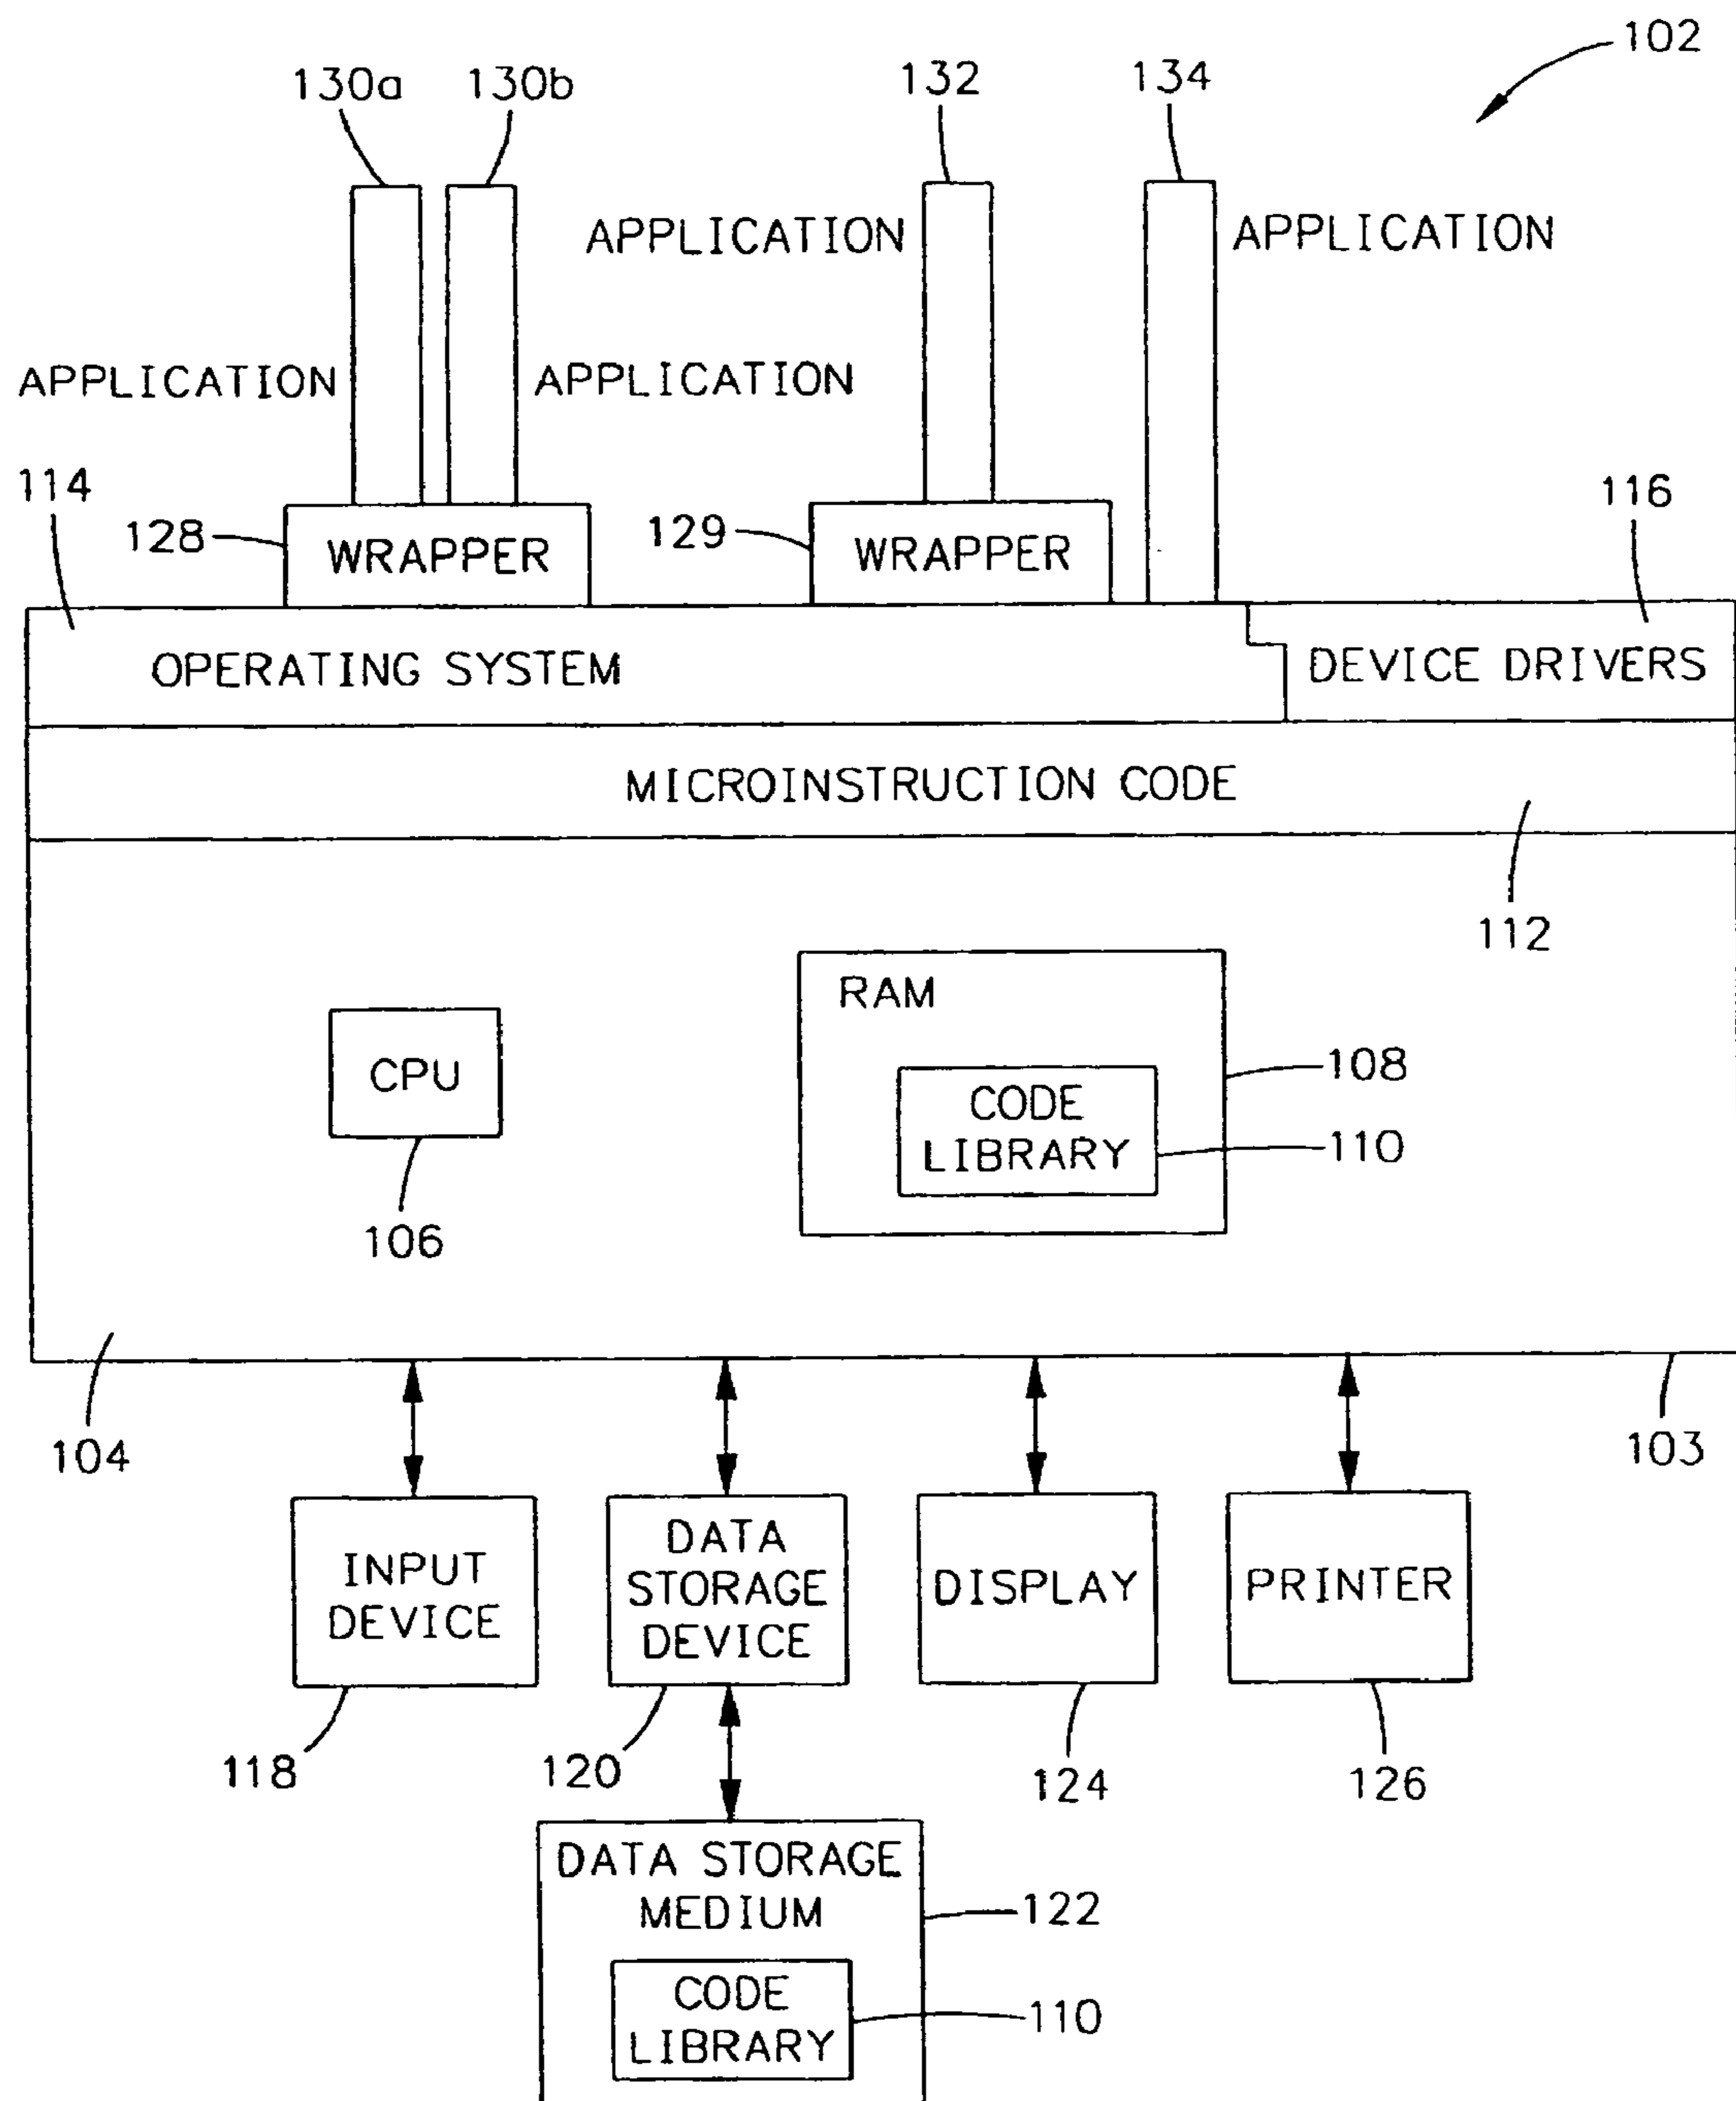 102
130a 130b 132 134
APPLICATION APPLICATION
APPLICATION APPLICATION
114 116
128 WRAPPER 129 WRAPPER
OPERATING SYSTEM DEVICE DRIVERS
MICROINSTRUCTION CODE
112
RAM
CPU 108
CODE
LIBRARY 110
106
104 103
INPUT
DEVICE
DATA
STORAGE
DEVICE
DISPLAY
PRINTER
118 120 124 126
DATA STORAGE
MEDIUM 122
CODE
LIBRARY 110